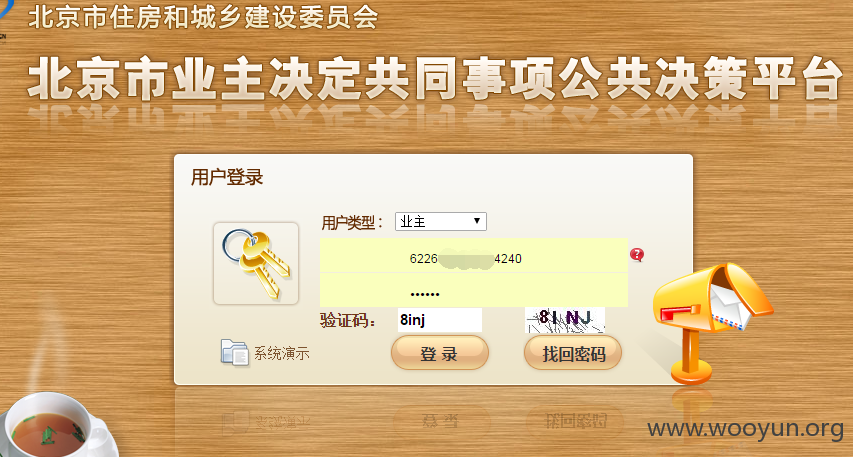 北京市住房和城乡建设委员会
北京市业主决定共同事项公共决策平台
用户登录
用户类型： 业主
6226 4240
••••••
验证码： 8inj 8INJ
系统演示 登 录 找回密码
www.wooyun.org